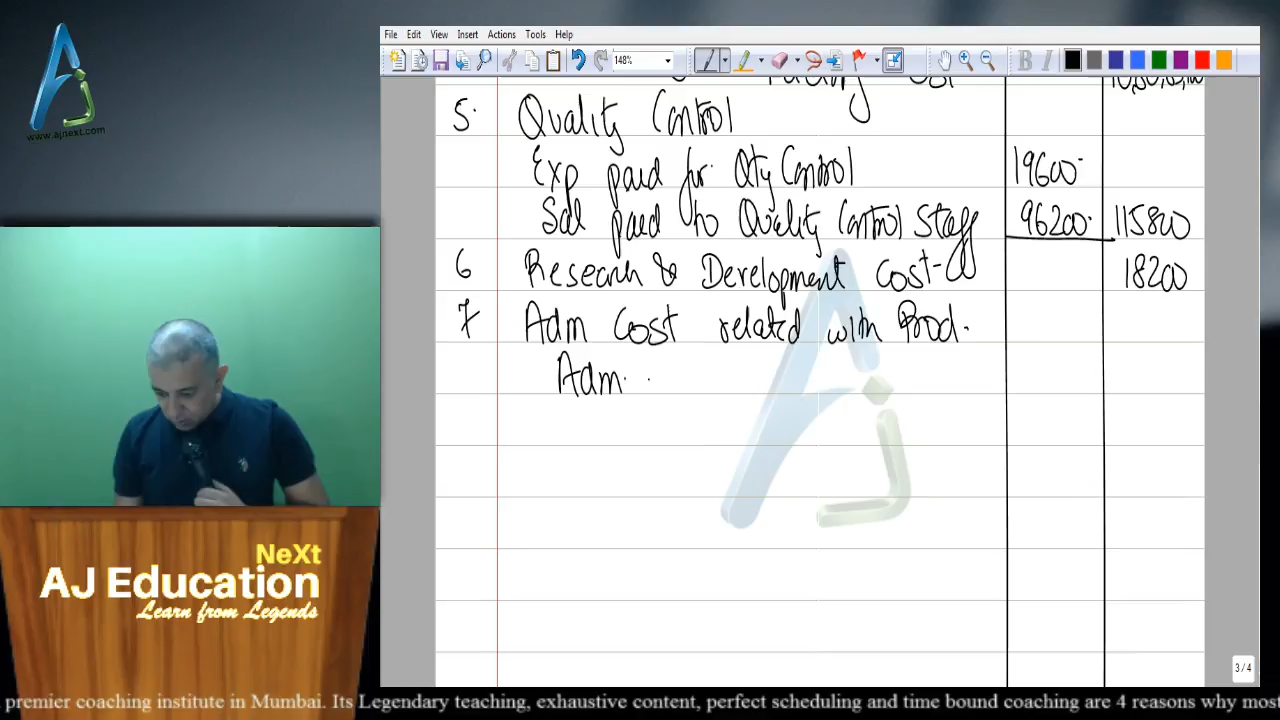 File Edit View Insert Actions Tools Help
148%
5. Quality Control
Exp paid for Qty Control 19600
Sal paid to Quality Control Staff 96200 115800
6 Research & Development Cost 18200
7 Adm Cost related with Prod.
Adm.
3/4
www.ajnext.com
NeXt
AJ Education
Learn from Legends
premier coaching institute in Mumbai. Its Legendary teaching, exhaustive content, perfect scheduling and time bound coaching are 4 reasons why